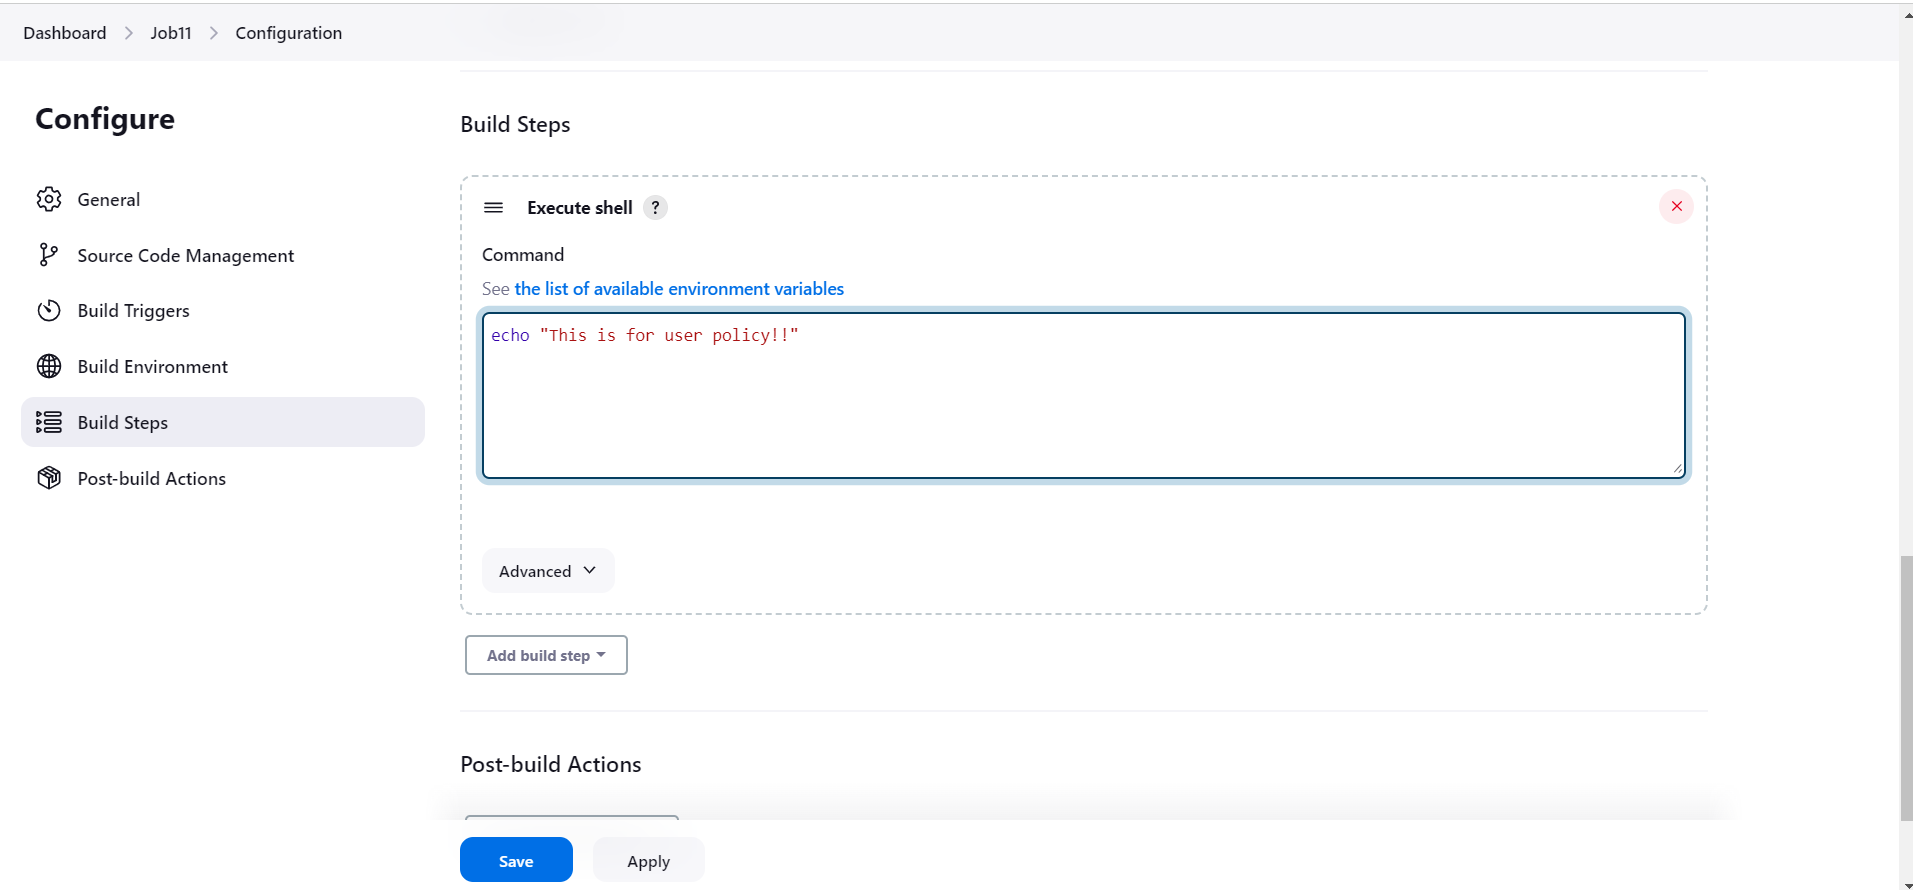 Dashboard > Job11 > Configuration
Configure
General
Source Code Management
Build Triggers
Build Environment
Build Steps
Post-build Actions
Build Steps
Execute shell ?
Command
See the list of available environment variables
echo "This is for user policy!!"
Advanced
Add build step
Post-build Actions
Save
Apply